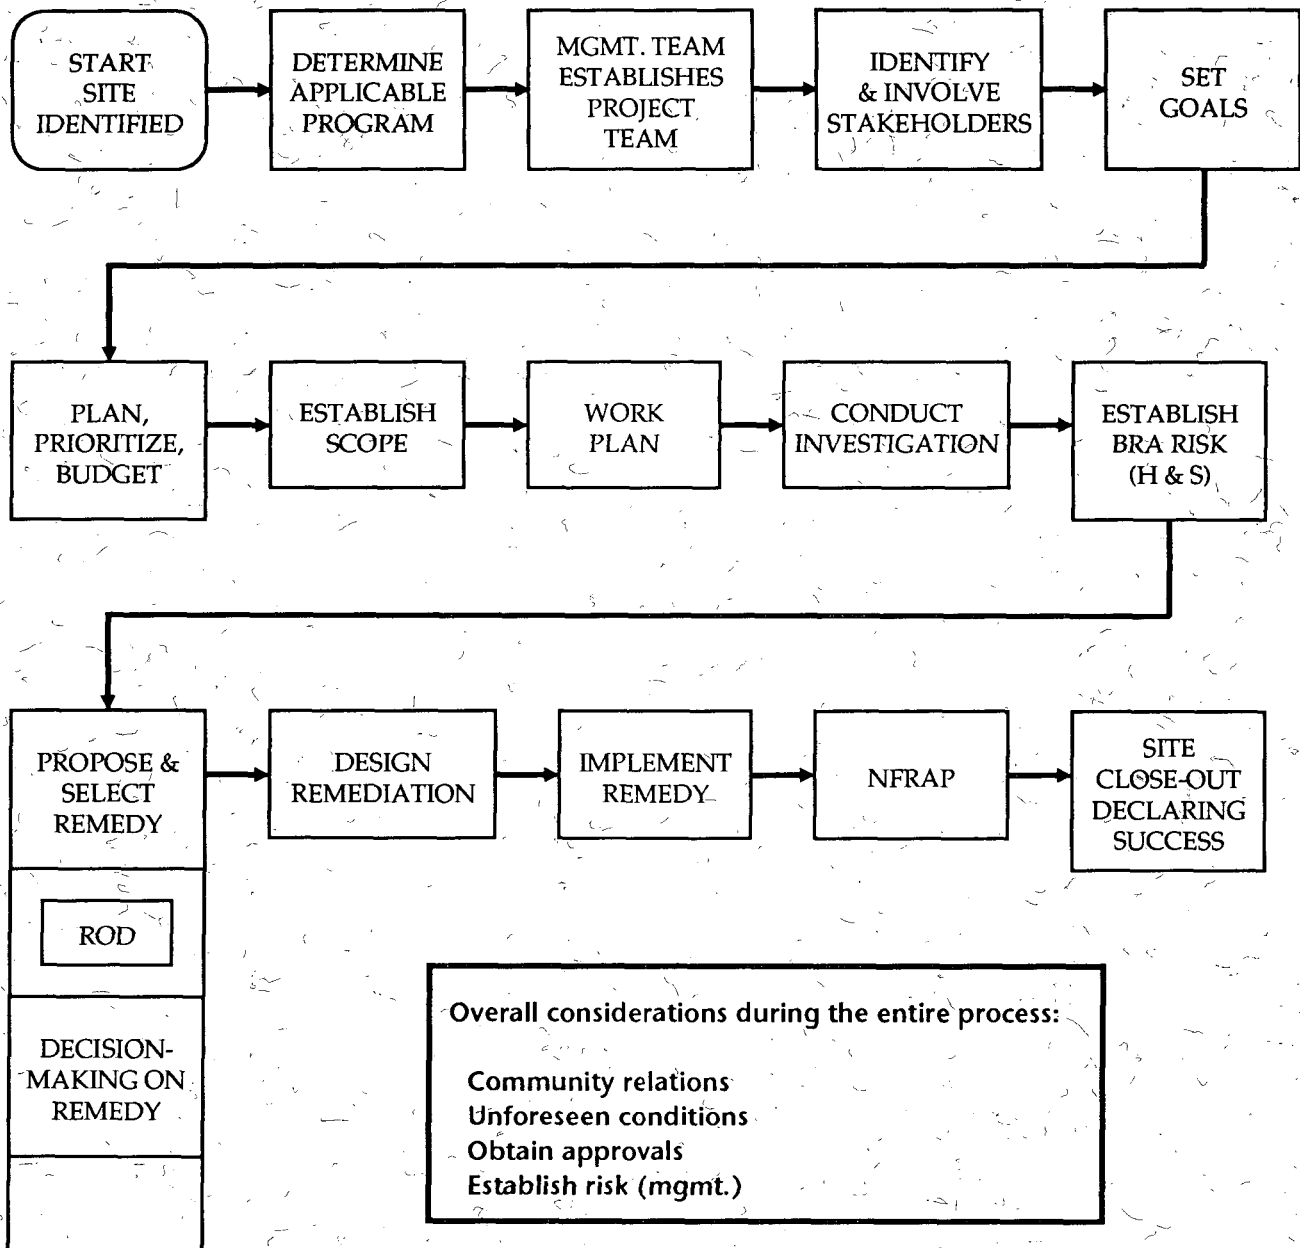 START
SITE
IDENTIFIED
DETERMINE
APPLICABLE
PROGRAM
MGMT. TEAM
ESTABLISHES
PROJECT
TEAM
IDENTIFY
& INVOLVE
STAKEHOLDERS
SET
GOALS
PLAN,
PRIORITIZE,
BUDGET
ESTABLISH
SCOPE
WORK
PLAN
CONDUCT
INVESTIGATION
ESTABLISH
BRA RISK
(H & S)
PROPOSE &
SELECT
REMEDY
DESIGN
REMEDIATION
IMPLEMENT
REMEDY
NFRAP
SITE
CLOSE-OUT
DECLARING
SUCCESS
ROD
DECISION-
MAKING ON
REMEDY
Overall considerations during the entire process:
Community relations
Unforeseen conditions
Obtain approvals
Establish risk (mgmt.)